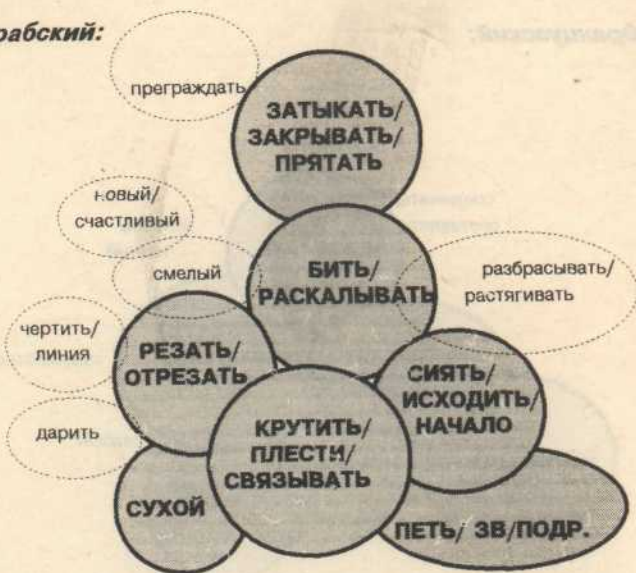 рабский:
преграждать
ЗАТЫКАТЬ/
ЗАКРЫВАТЬ/
ПРЯТАТЬ
новый/
счастливый
смелый
БИТЬ/
РАСКАЛЫВАТЬ
разбрасывать/
растягивать
чертить/
линия
РЕЗАТЬ/
ОТРЕЗАТЬ
СИЯТЬ/
ИСХОДИТЬ/
НАЧАЛО
дарить
КРУТИТЬ/
ПЛЕСТИ/
СВЯЗЫВАТЬ
СУХОЙ
ПЕТЬ/ ЗВ/ПОДР.